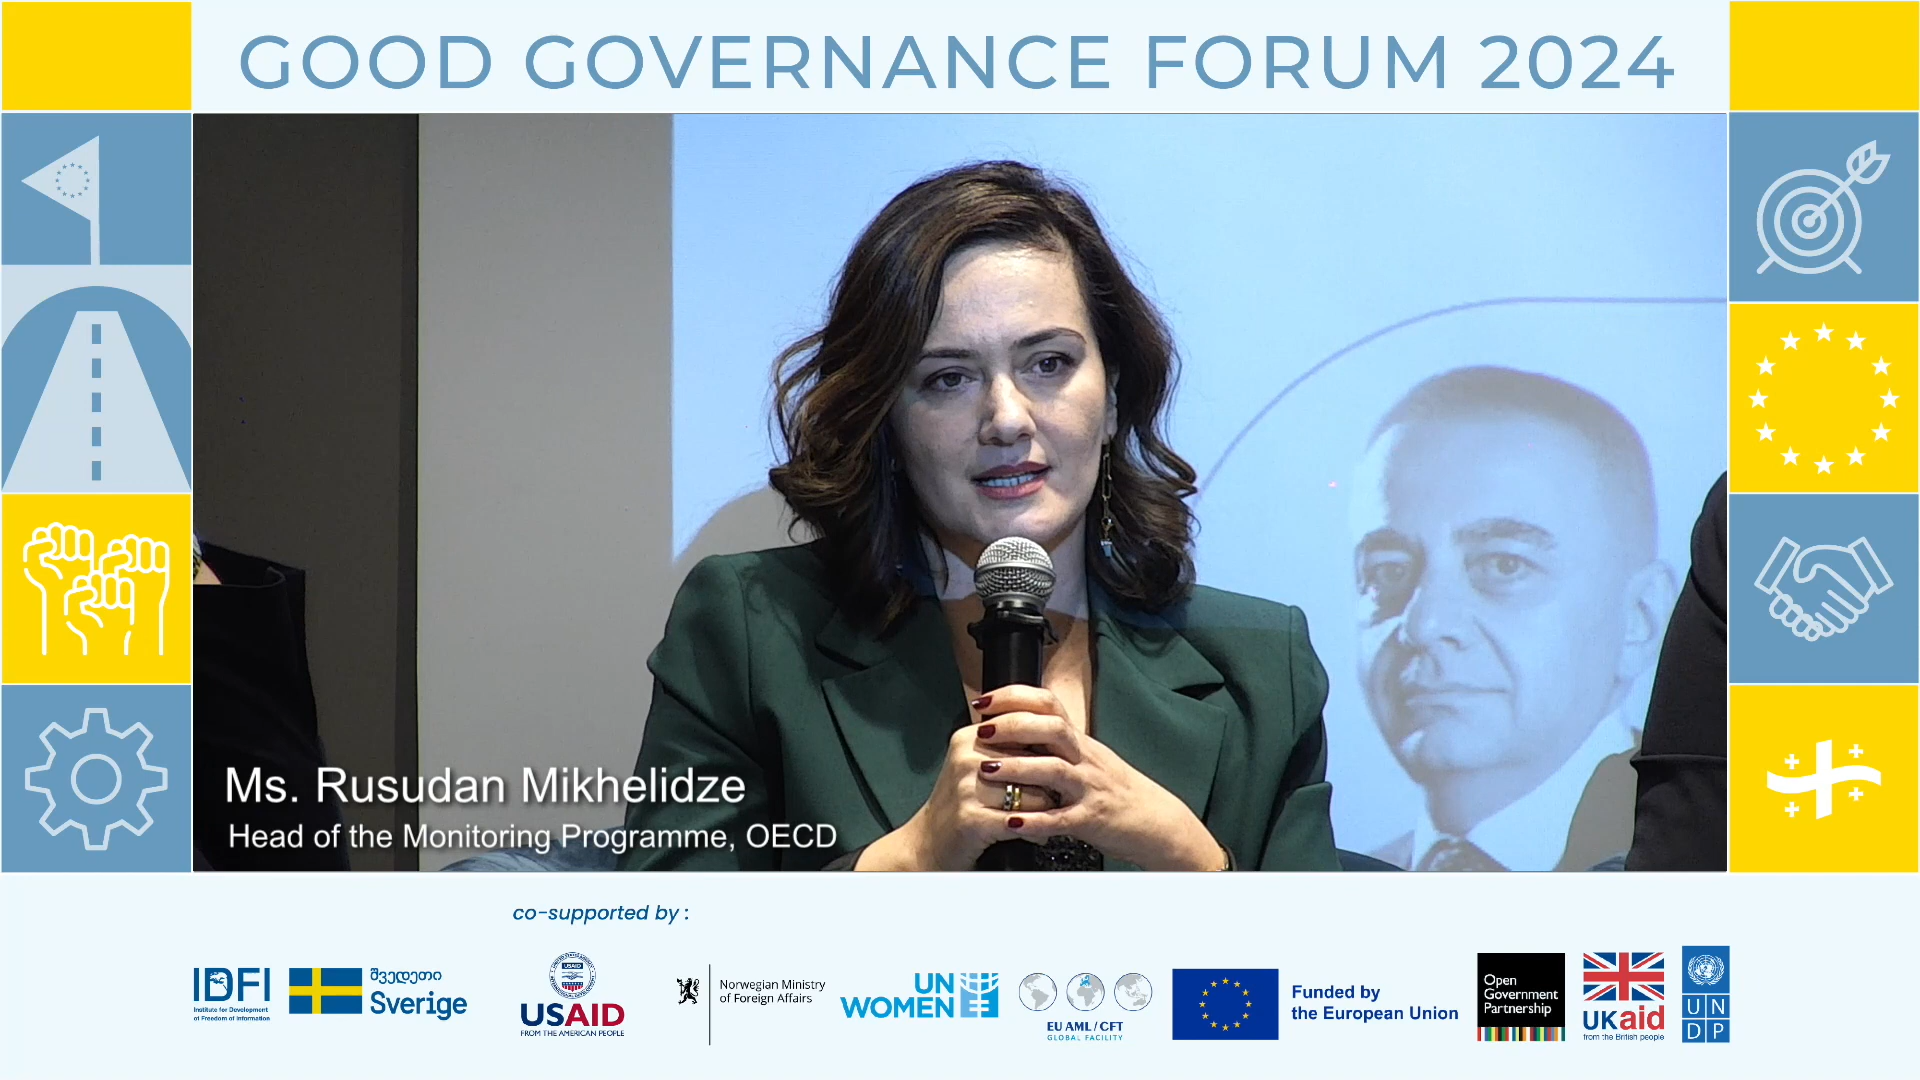 GOOD GOVERNANCE FORUM 2024
Ms. Rusudan Mikhelidze
Head of the Monitoring Programme, OECD
co-supported by :
IDFI
Institute for Development
of Freedom of Information
შვედეთი
Sverige
USAID
USAID
FROM THE AMERICAN PEOPLE
Norwegian Ministry
of Foreign Affairs
UN
WOMEN
EU AML / CFT
GLOBAL FACILITY
Funded by
the European Union
Open
Government
Partnership
UKaid
from the British people
U N
D P